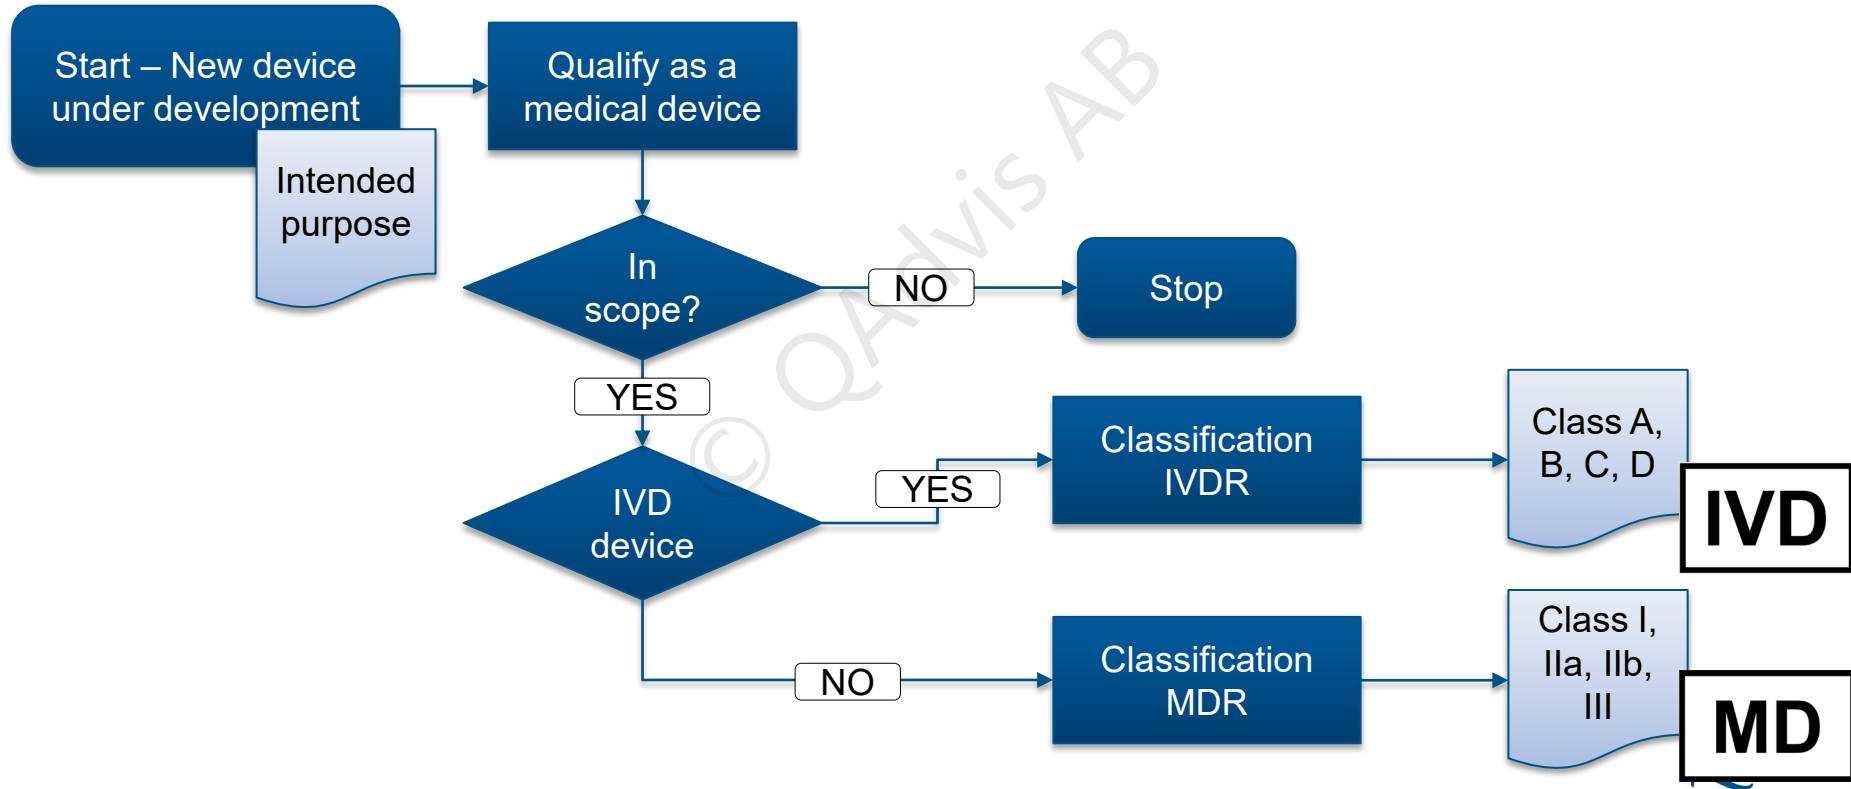 Start – New device
under development
Intended
purpose
Qualify as a
medical device
In
scope?
NO
Stop
YES
IVD
device
YES
Classification
IVDR
Class A,
B, C, D
IVD
NO
Classification
MDR
Class I,
IIa, IIb,
III
MD
© QAdvis AB